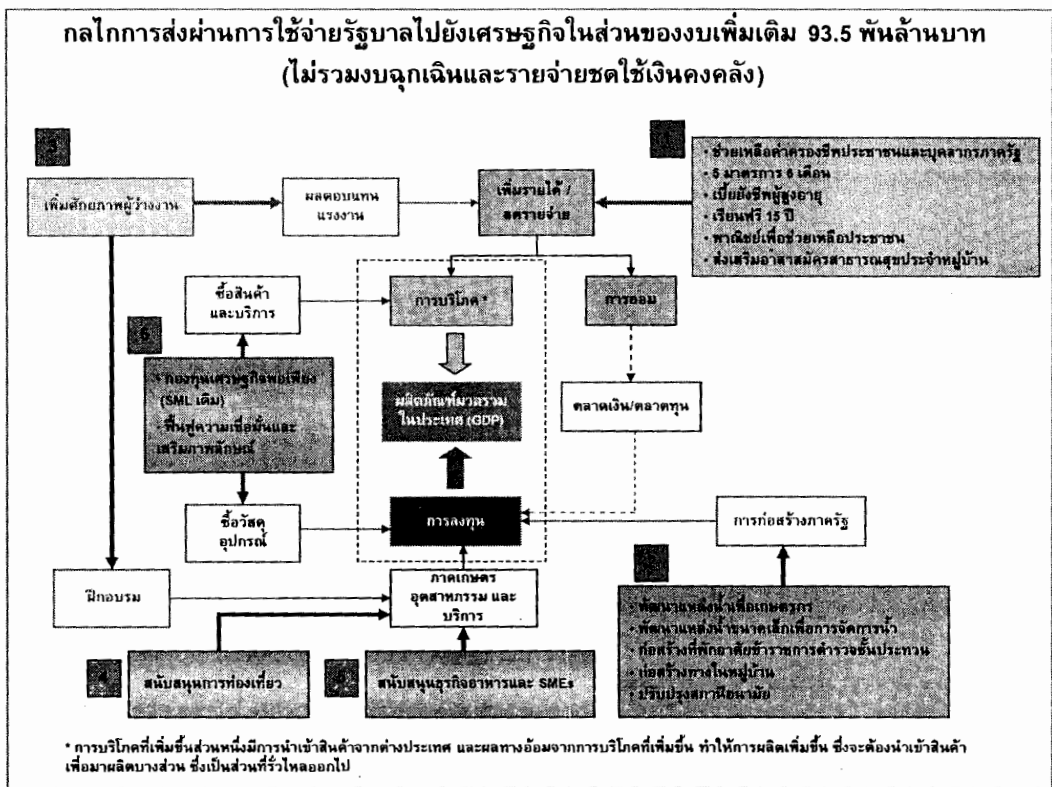 กลไกการส่งผ่านการใช้จ่ายรัฐบาลไปยังเศรษฐกิจในส่วนของงบเพิ่มเติม 93.5 พันล้านบาท
(ไม่รวมงบฉุกเฉินและรายจ่ายชดใช้เงินคงคลัง)
3
เพิ่มศักยภาพผู้ว่างงาน
ผลตอบแทน
แรงงาน
เพิ่มรายได้ /
ลดรายจ่าย
• ช่วยเหลือค่าครองชีพประชาชนและบุคลากรภาครัฐ
• 5 มาตรการ 6 เดือน
• เบี้ยยังชีพผู้สูงอายุ
• เรียนฟรี 15 ปี
• พาณิชย์เพื่อช่วยเหลือประชาชน
• ส่งเสริมอาสาสมัครสาธารณสุขประจำหมู่บ้าน
ซื้อสินค้า
และบริการ
การบริโภค *
การออม
6
• กองทุนเศรษฐกิจพอเพียง
(SML เดิม)
• ฟื้นฟูความเชื่อมั่นและ
เสริมภาพลักษณ์
ผลิตภัณฑ์มวลรวม
ในประเทศ (GDP)
ตลาดเงิน/ตลาดทุน
ซื้อวัสดุ
อุปกรณ์
การลงทุน
การก่อสร้างภาครัฐ
ฝึกอบรม
ภาคเกษตร
อุตสาหกรรม และ
บริการ
• พัฒนาแหล่งน้ำเพื่อเกษตรกร
• พัฒนาแหล่งน้ำขนาดเล็กเพื่อการจัดการน้ำ
• ก่อสร้างที่พักอาศัยข้าราชการตำรวจชั้นประทวน
• ก่อสร้างทางในหมู่บ้าน
• ปรับปรุงสถานีอนามัย
4
สนับสนุนการท่องเที่ยว
สนับสนุนธุรกิจอาหารและ SMEs
* การบริโภคที่เพิ่มขึ้นส่วนหนึ่งมีการนำเข้าสินค้าจากต่างประเทศ และผลทางอ้อมจากการบริโภคที่เพิ่มขึ้น ทำให้การผลิตเพิ่มขึ้น ซึ่งจะต้องนำเข้าสินค้า
เพื่อมาผลิตบางส่วน ซึ่งเป็นส่วนที่รั่วไหลออกไป